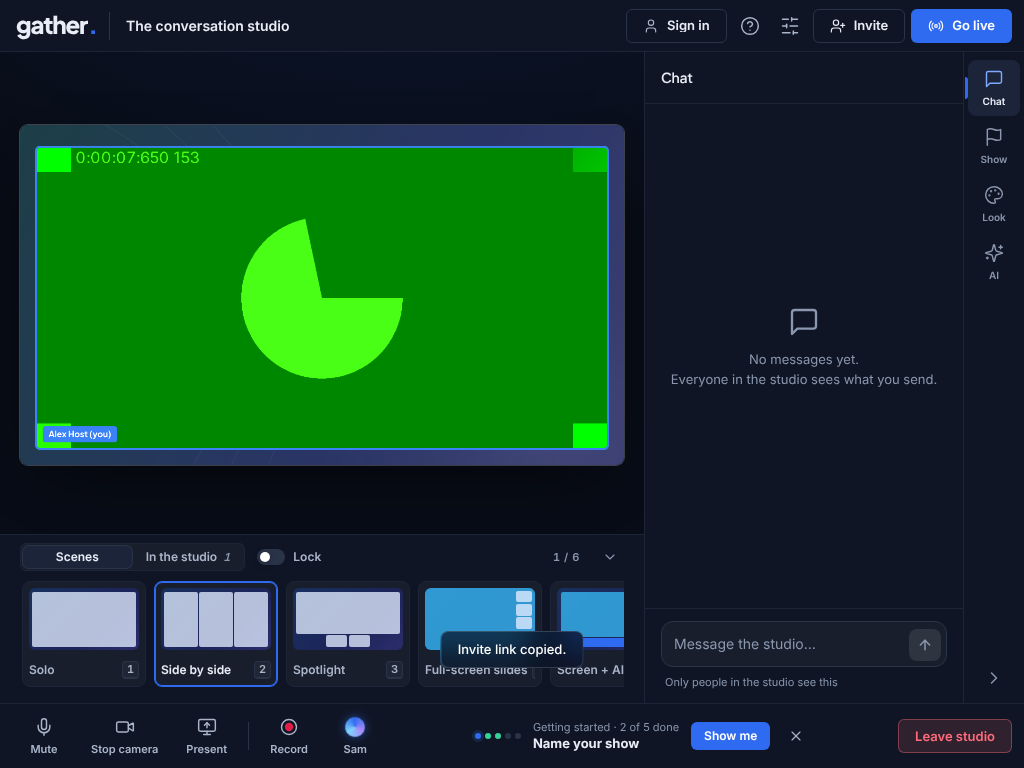 gather.
The conversation studio
Sign in
Invite
Go live
Chat
Chat
Show
Look
AI
0:00:07:650 153
Alex Host (you)
No messages yet.
Everyone in the studio sees what you send.
Scenes
In the studio 1
Lock
1 / 6
Solo 1
Side by side 2
Spotlight 3
Full-screen slides
Screen + AI
Invite link copied.
Message the studio...
Only people in the studio see this
Mute
Stop camera
Present
Record
Sam
Getting started · 2 of 5 done
Name your show
Show me
Leave studio